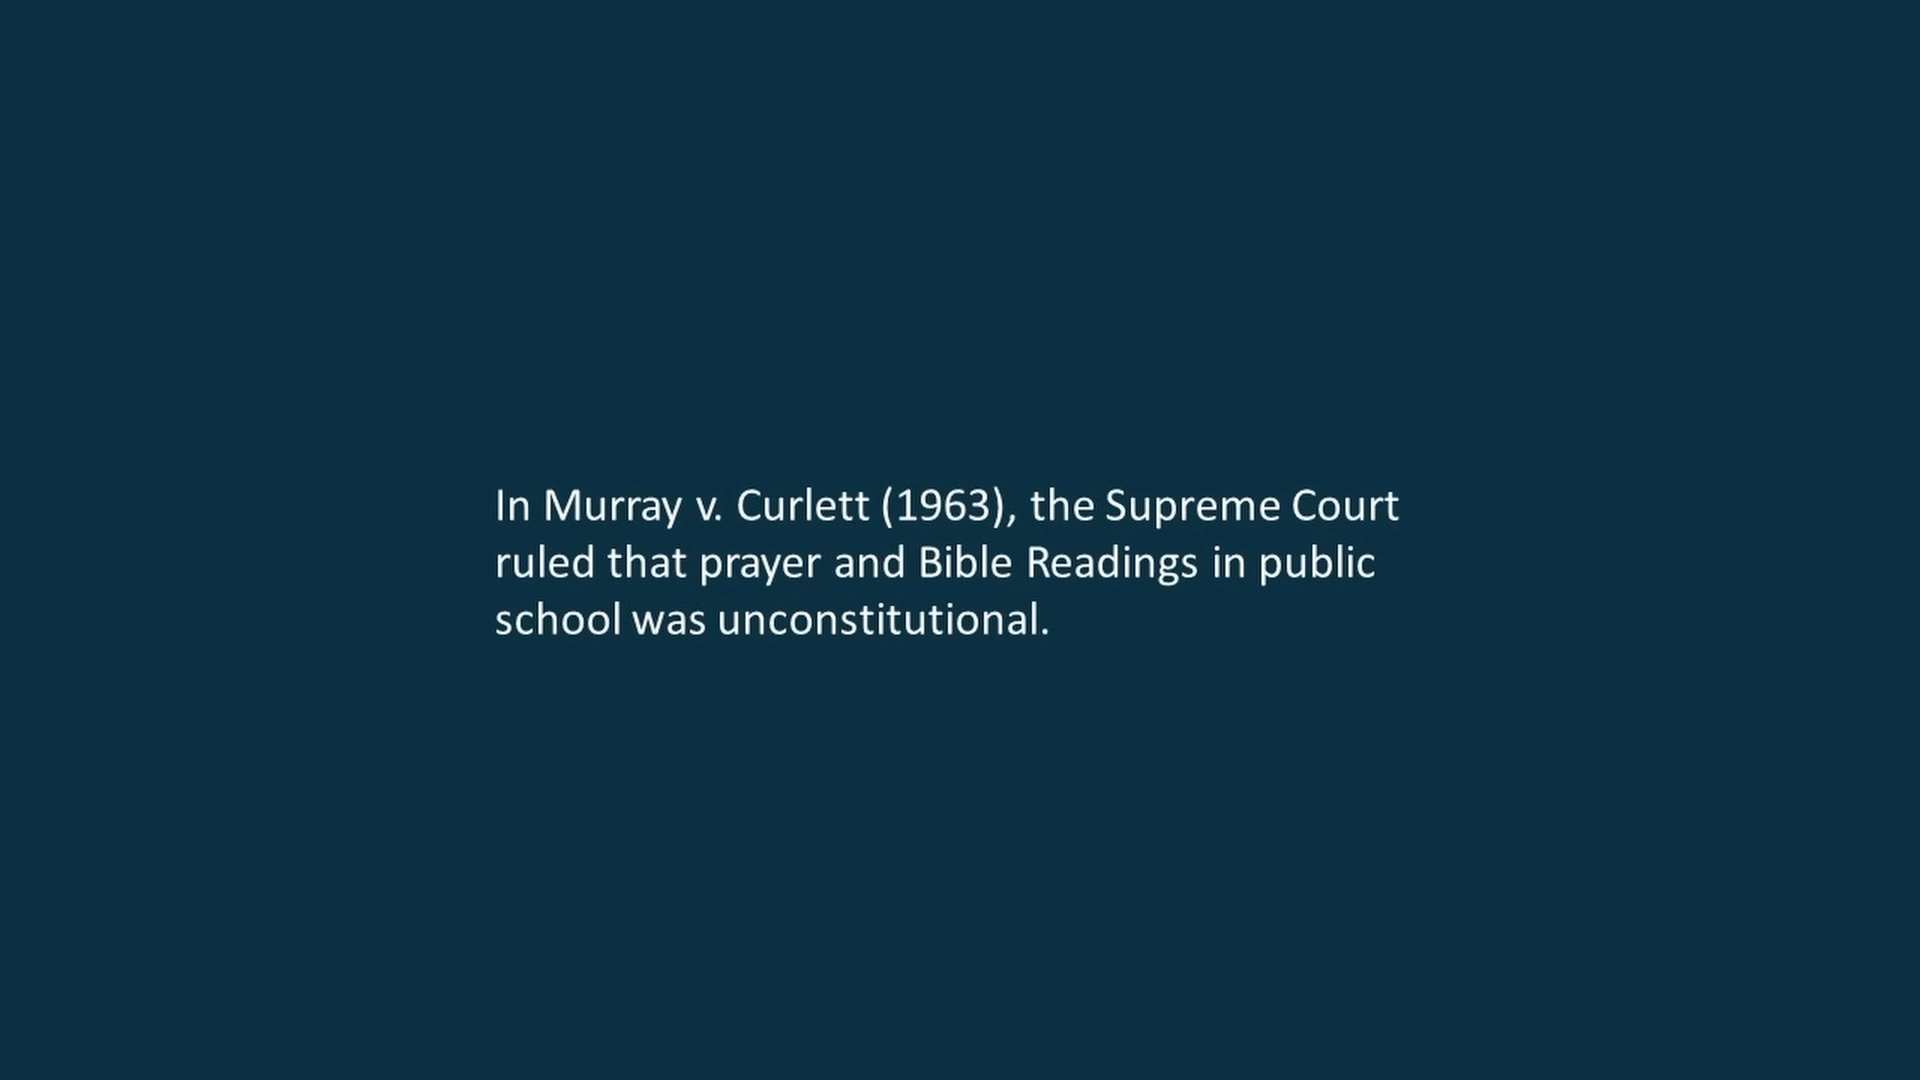 In Murray v. Curlett (1963), the Supreme Court
ruled that prayer and Bible Readings in public
school was unconstitutional.